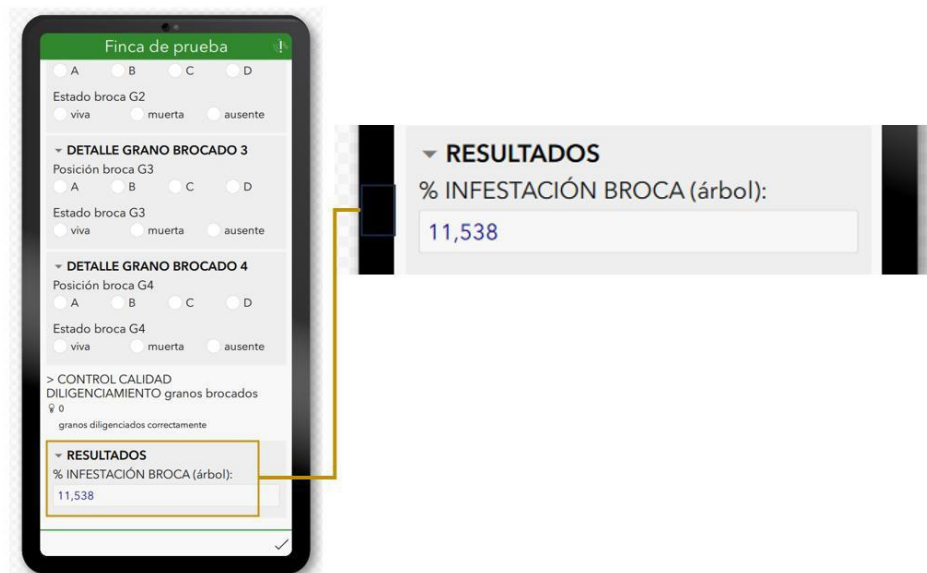 Finca de prueba
A B C D
Estado broca G2
viva muerta ausente
DETALLE GRANO BROCADO 3
Posición broca G3
A B C D
Estado broca G3
viva muerta ausente
DETALLE GRANO BROCADO 4
Posición broca G4
A B C D
Estado broca G4
viva muerta ausente
> CONTROL CALIDAD
DILIGENCIAMIENTO granos brocados
0
granos diligenciados correctamente
RESULTADOS
% INFESTACIÓN BROCA (árbol):
11,538
RESULTADOS
% INFESTACIÓN BROCA (árbol):
11,538